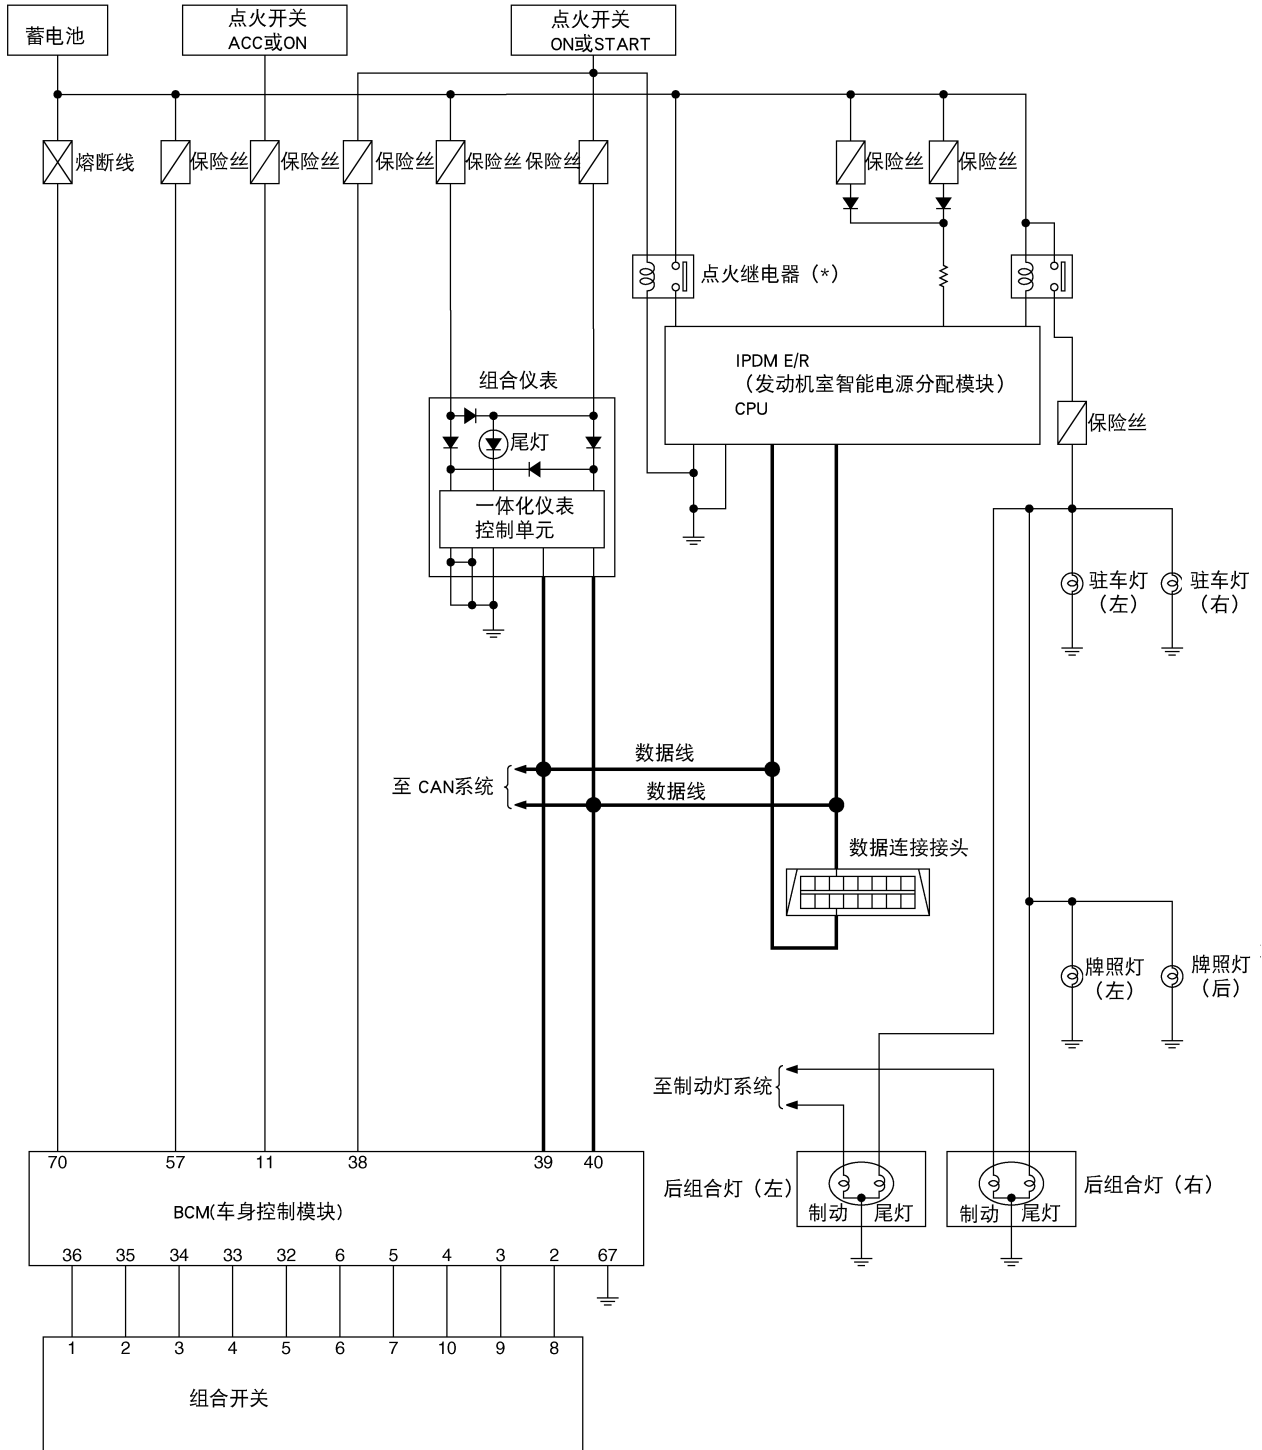 蓄电池
点火开关
ACC或ON
点火开关
ON或START
熔断线
保险丝
保险丝
保险丝
保险丝
保险丝
保险丝
保险丝
点火继电器（*）
IPDM E/R
（发动机室智能电源分配模块）
CPU
组合仪表
尾灯
保险丝
一体化仪表
控制单元
驻车灯
（左）
驻车灯
（右）
数据线
至 CAN系统
数据线
数据连接接头
牌照灯
（左）
牌照灯
（后）
至制动灯系统
70 57 11 38 39 40
后组合灯（左）
制动 尾灯
后组合灯（右）
制动 尾灯
BCM(车身控制模块)
36 35 34 33 32 6 5 4 3 2 67
1 2 3 4 5 6 7 10 9 8
组合开关